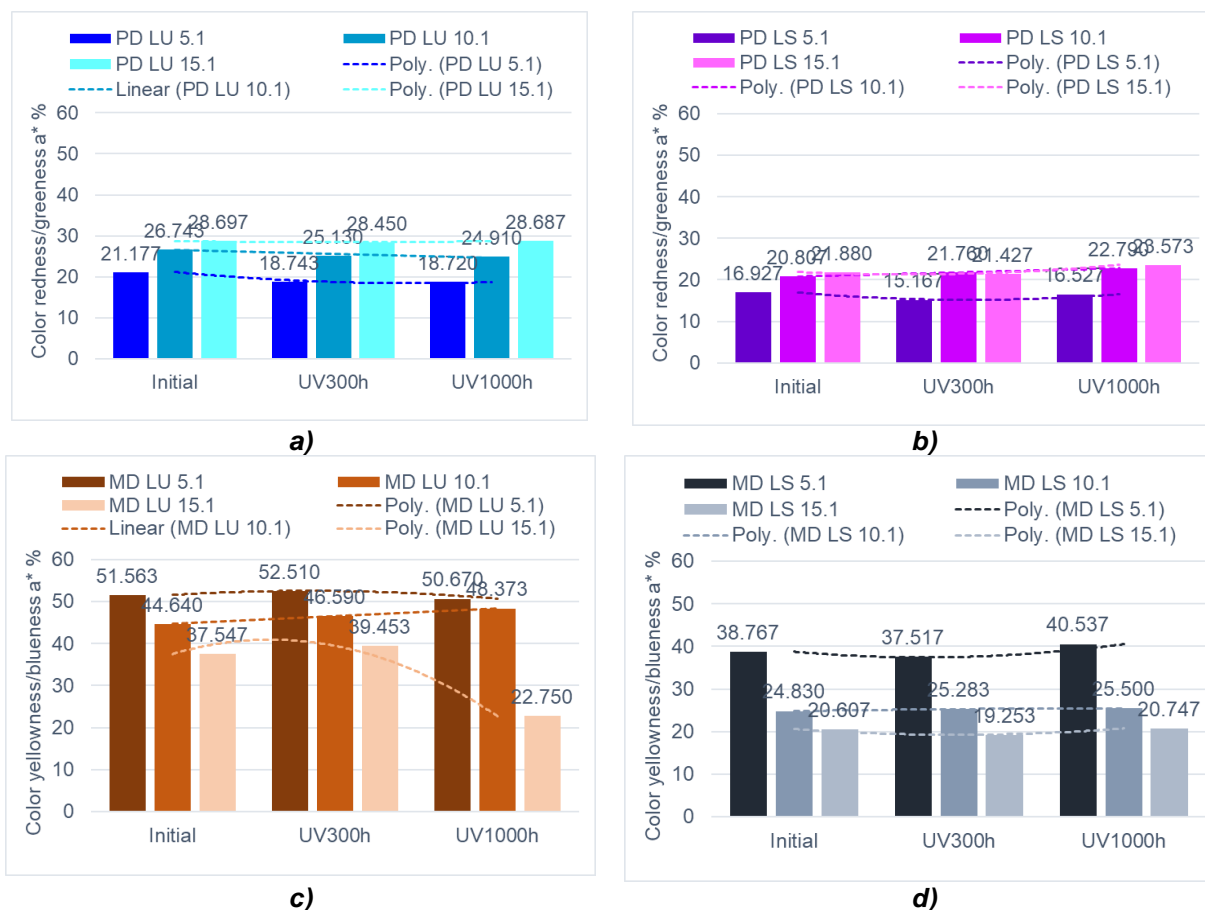 PD LU 5.1 PD LU 10.1
PD LU 15.1 Poly. (PD LU 5.1)
Linear (PD LU 10.1) Poly. (PD LU 15.1)
Color redness/greeness a* %
60
50
40
30
20
10
0
21.177 26.743 28.697 18.743 25.130 28.450 18.720 24.910 28.687
Initial UV300h UV1000h
a)
PD LS 5.1 PD LS 10.1
PD LS 15.1 Poly. (PD LS 5.1)
Poly. (PD LS 10.1) Poly. (PD LS 15.1)
Color redness/greeness a* %
60
50
40
30
20
10
0
16.927 20.807 21.880 15.167 21.760 21.427 16.527 22.790 23.573
Initial UV300h UV1000h
b)
MD LU 5.1 MD LU 10.1
MD LU 15.1 Poly. (MD LU 5.1)
Linear (MD LU 10.1) Poly. (MD LU 15.1)
Color yellowness/blueness a* %
60
50
40
30
20
10
0
51.563 44.640 37.547 52.510 46.590 39.453 50.670 48.373 22.750
Initial UV300h UV1000h
c)
MD LS 5.1 MD LS 10.1
MD LS 15.1 Poly. (MD LS 5.1)
Poly. (MD LS 10.1) Poly. (MD LS 15.1)
Color yellowness/blueness a* %
60
50
40
30
20
10
0
38.767 24.830 20.607 37.517 25.283 19.253 40.537 25.500 20.747
Initial UV300h UV1000h
d)